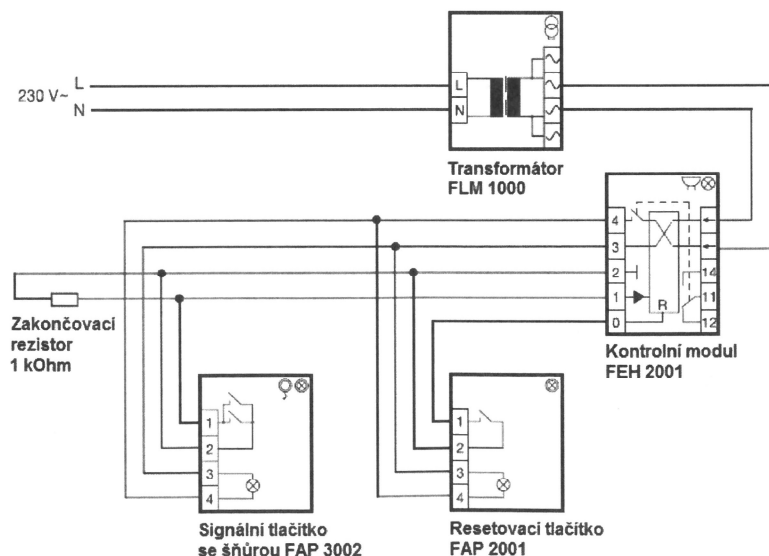 230 V~
L
N
L
N
Transformátor
FLM 1000
4
3
2
1
0
R
14
11
12
Kontrolní modul
FEH 2001
Zakončovací
rezistor
1 kOhm
1
2
3
4
Signální tlačítko
se šňůrou FAP 3002
1
2
3
4
Resetovací tlačítko
FAP 2001